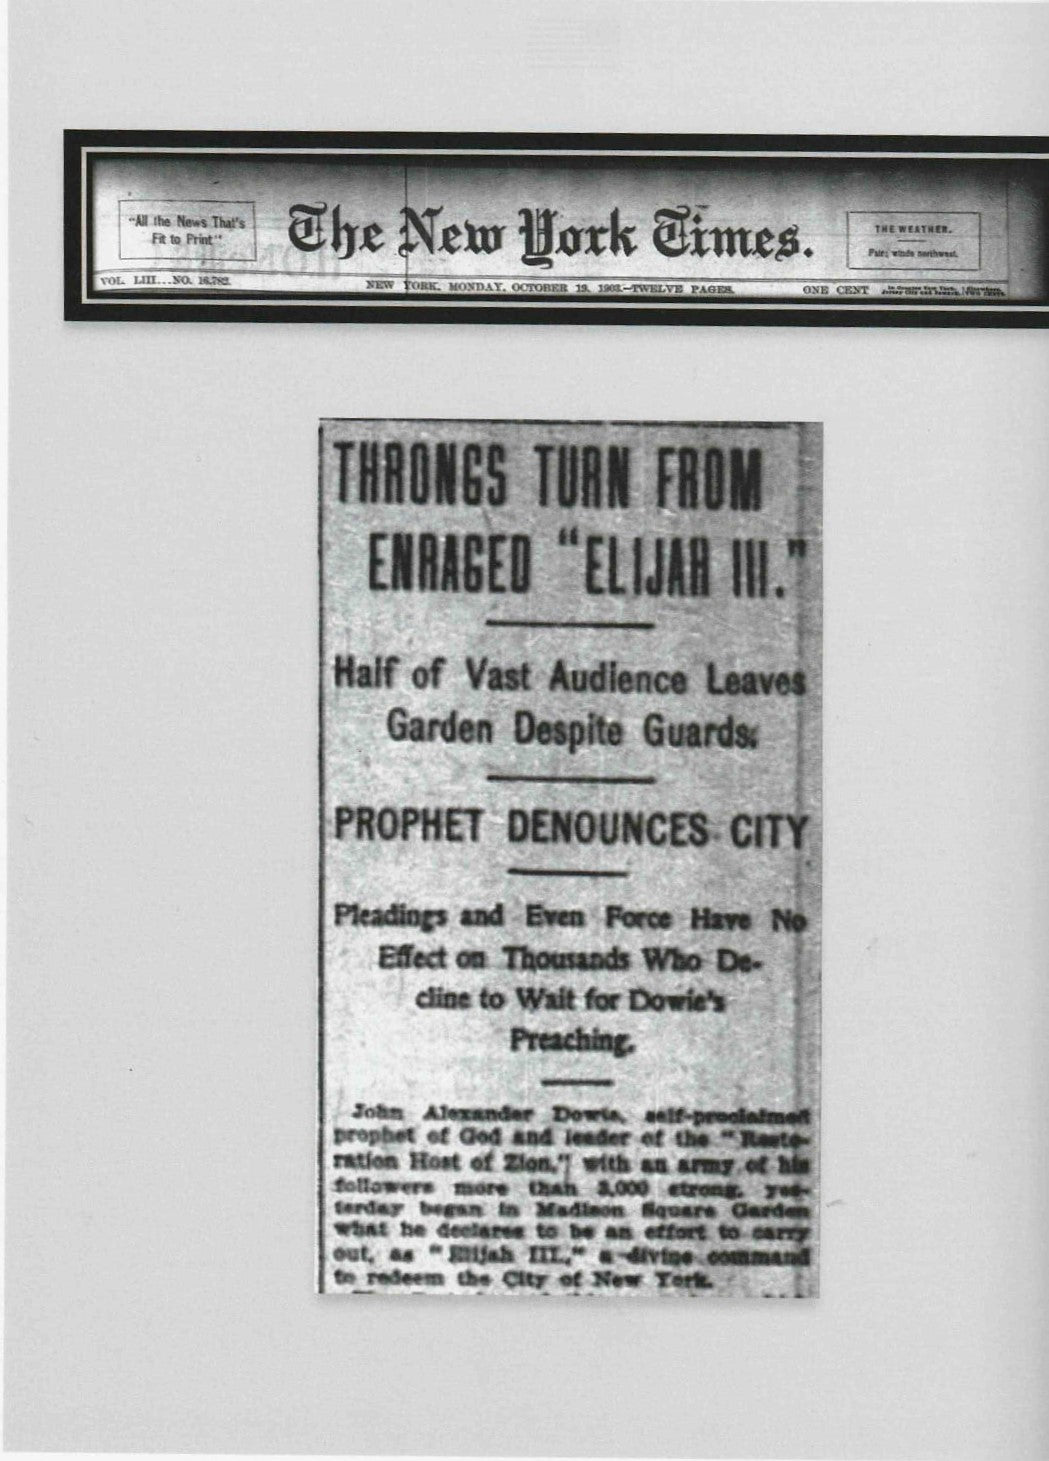 "All the News That's
Fit to Print"
The New York Times.
THE WEATHER.
Fair; winds northwest.
VOL. LIII...NO. 16,782.
NEW YORK, MONDAY, OCTOBER 19, 1903.—TWELVE PAGES.
ONE CENT
THRONGS TURN FROM
ENRAGED "ELIJAH III."
Half of Vast Audience Leaves
Garden Despite Guards.
PROPHET DENOUNCES CITY
Pleadings and Even Force Have No
Effect on Thousands Who De-
cline to Wait for Dowie's
Preaching.
John Alexander Dowie, self-proclaimed
prophet of God and leader of the "Resto-
ration Host of Zion," with an army of his
followers more than 3,000 strong, yes-
terday began in Madison Square Garden
what he declares to be an effort to carry
out, as "Elijah III.," a divine command
to redeem the City of New York.